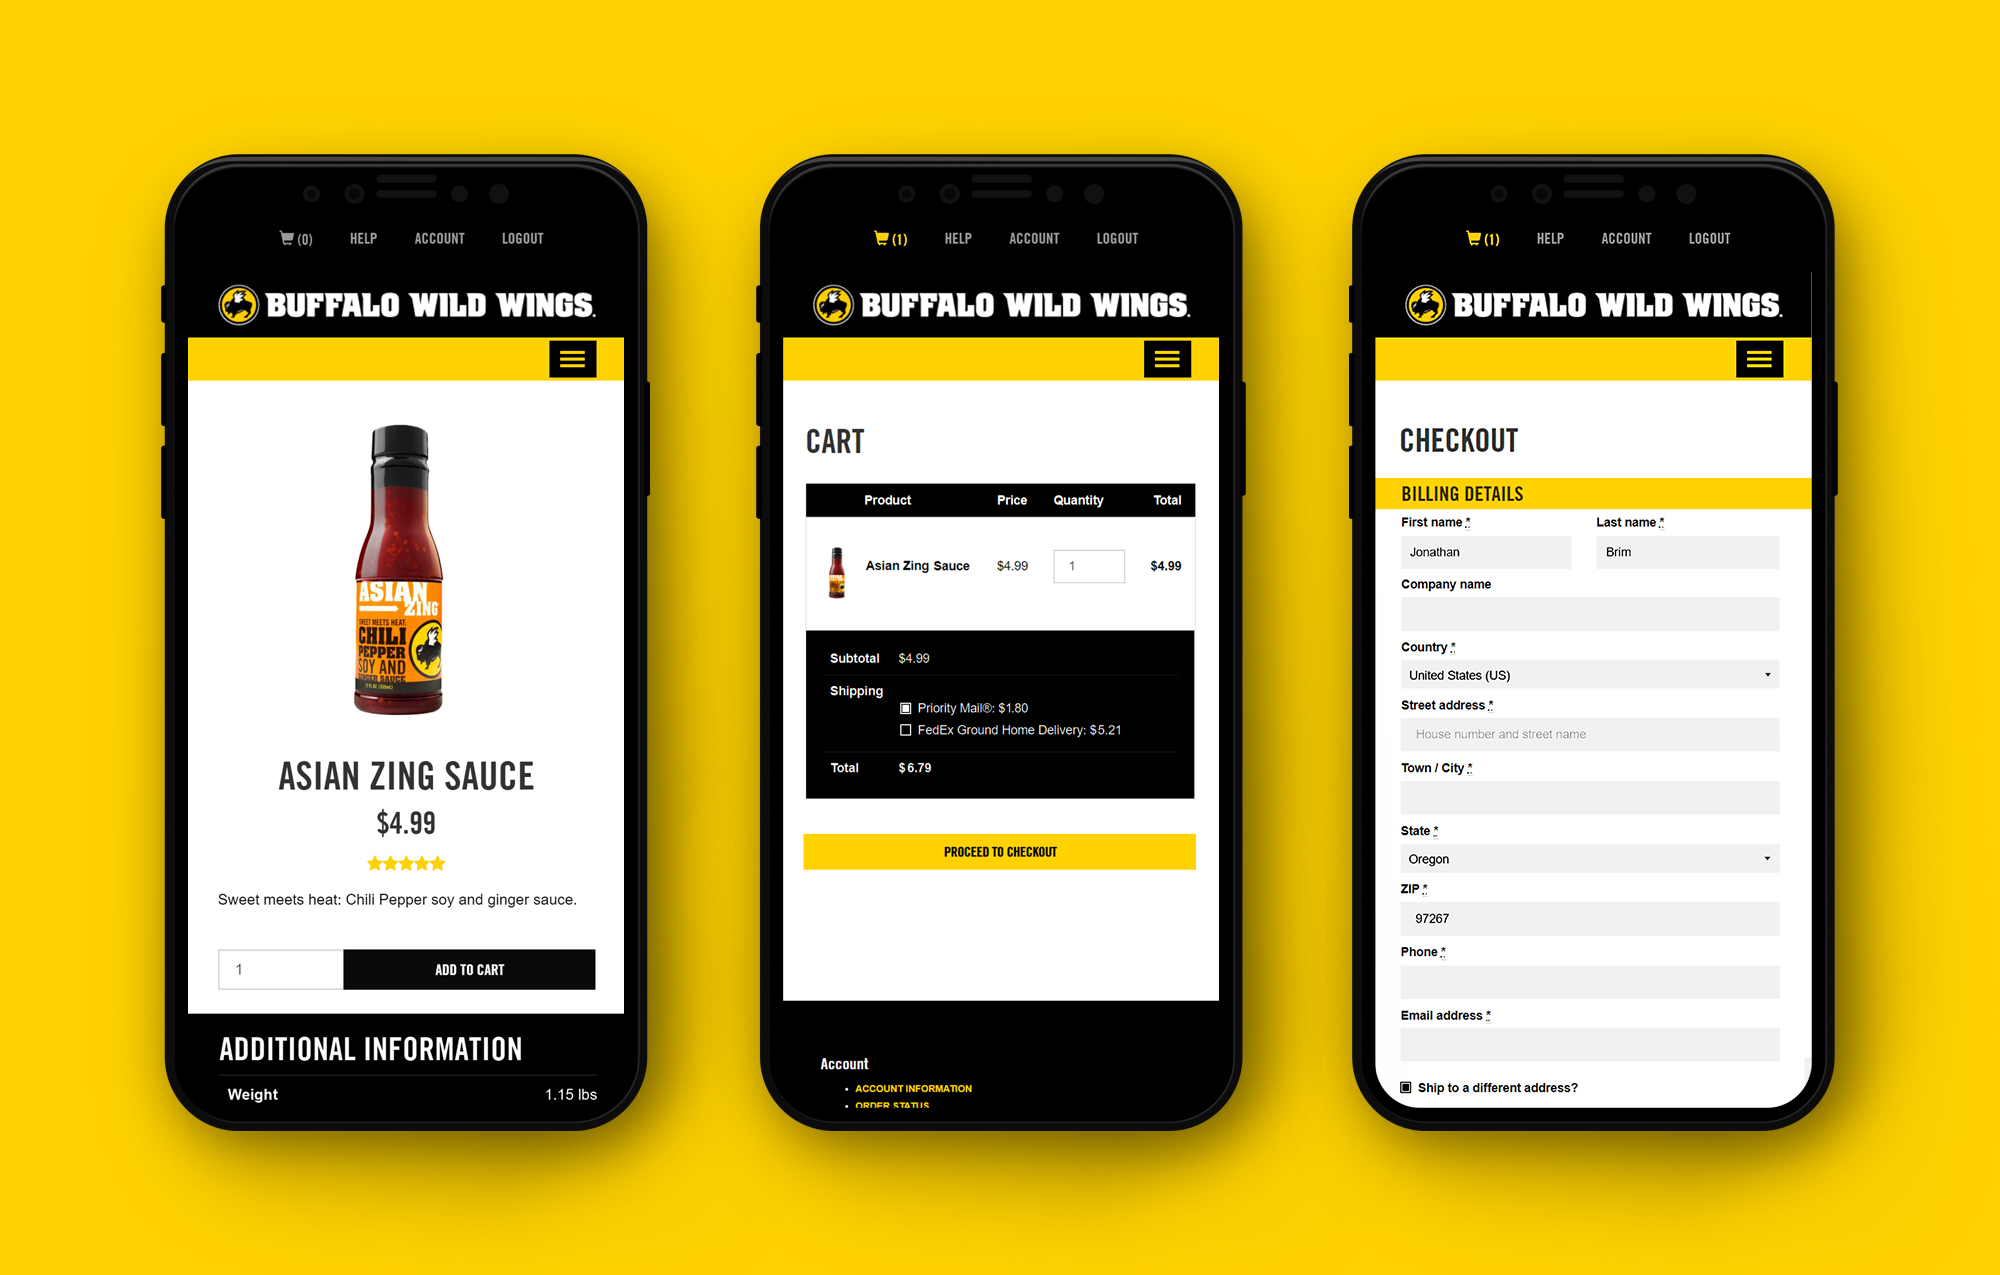 (0) HELP ACCOUNT LOGOUT
BUFFALO WILD WINGS.
ASIAN
ZING
SWEET MEETS HEAT:
CHILI
PEPPER
SOY AND
GINGER SAUCE
ASIAN ZING SAUCE
$4.99
Sweet meets heat: Chili Pepper soy and ginger sauce.
1 ADD TO CART
ADDITIONAL INFORMATION
Weight 1.15 lbs
(1) HELP ACCOUNT LOGOUT
BUFFALO WILD WINGS.
CART
Product Price Quantity Total
Asian Zing Sauce $4.99 1 $4.99
Subtotal $4.99
Shipping
Priority Mail®: $1.80
FedEx Ground Home Delivery: $5.21
Total $6.79
PROCEED TO CHECKOUT
Account
• ACCOUNT INFORMATION
• ORDER STATUS
(1) HELP ACCOUNT LOGOUT
BUFFALO WILD WINGS.
CHECKOUT
BILLING DETAILS
First name * Last name *
Jonathan Brim
Company name
Country *
United States (US)
Street address *
House number and street name
Town / City *
State *
Oregon
ZIP *
97267
Phone *
Email address *
Ship to a different address?